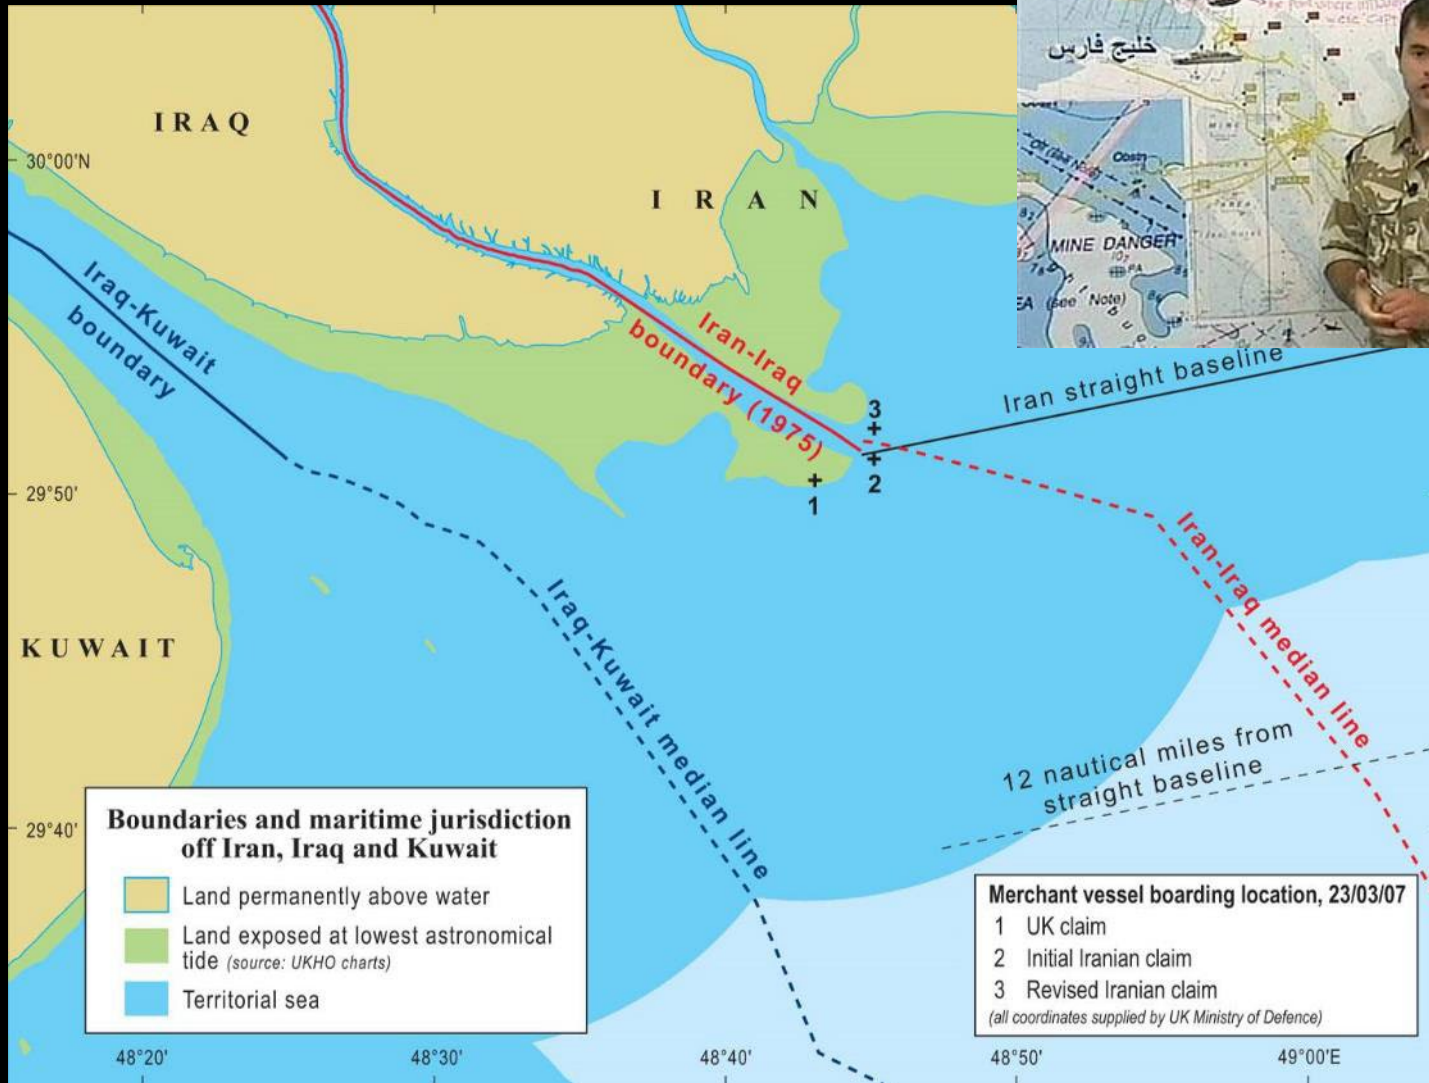 IRAQ
30°00'N
IRAN
Iraq-Kuwait
boundary
Iran-Iraq
boundary (1975)
3
2
1
Iran straight baseline
29°50'
Iran-Iraq median line
Iraq-Kuwait median line
KUWAIT
12 nautical miles from
straight baseline
29°40'
Boundaries and maritime jurisdiction
off Iran, Iraq and Kuwait
Land permanently above water
Land exposed at lowest astronomical
tide (source: UKHO charts)
Territorial sea
Merchant vessel boarding location, 23/03/07
1 UK claim
2 Initial Iranian claim
3 Revised Iranian claim
(all coordinates supplied by UK Ministry of Defence)
48°20'
48°30'
48°40'
48°50'
49°00'E
خلیج فارس
Obstn
MINE DANGER
PA
(see Note)